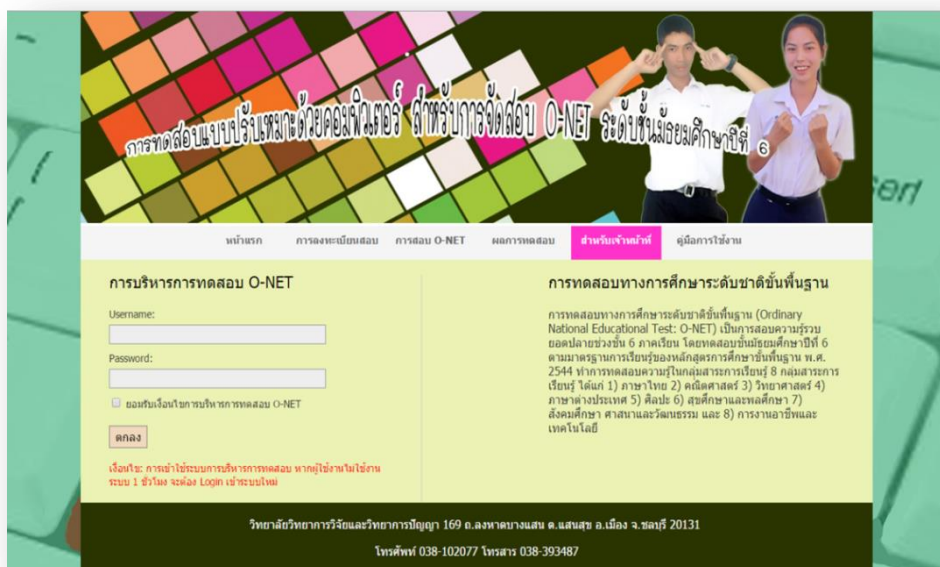 การทดสอบแบบปรับเหมาะด้วยคอมพิวเตอร์ สำหรับการจัดสอบ O-NET ระดับชั้นมัธยมศึกษาปีที่ 6
หน้าแรก การลงทะเบียนสอบ การสอบ O-NET ผลการทดสอบ สำหรับเจ้าหน้าที่ คู่มือการใช้งาน
การบริหารการทดสอบ O-NET
Username:
Password:
ยอมรับเงื่อนไขการบริหารการทดสอบ O-NET
ตกลง
เงื่อนไข: การเข้าใช้ระบบการบริหารการทดสอบ หากผู้ใช้งานไม่ใช้งาน
ระบบ 1 ชั่วโมง จะต้อง Login เข้าระบบใหม่
การทดสอบทางการศึกษาระดับชาติขั้นพื้นฐาน
การทดสอบทางการศึกษาระดับชาติขั้นพื้นฐาน (Ordinary
National Educational Test: O-NET) เป็นการสอบความรู้รวบ
ยอดปลายช่วงชั้น 6 ภาคเรียน โดยทดสอบชั้นมัธยมศึกษาปีที่ 6
ตามมาตรฐานการเรียนรู้ของหลักสูตรการศึกษาขั้นพื้นฐาน พ.ศ.
2544 ทำการทดสอบความรู้ในกลุ่มสาระการเรียนรู้ 8 กลุ่มสาระการ
เรียนรู้ ได้แก่ 1) ภาษาไทย 2) คณิตศาสตร์ 3) วิทยาศาสตร์ 4)
ภาษาต่างประเทศ 5) ศิลปะ 6) สุขศึกษาและพลศึกษา 7)
สังคมศึกษา ศาสนาและวัฒนธรรม และ 8) การงานอาชีพและ
เทคโนโลยี
วิทยาลัยวิทยาการวิจัยและวิทยาการปัญญา 169 ถ.ลงหาดบางแสน ต.แสนสุข อ.เมือง จ.ชลบุรี 20131
โทรศัพท์ 038-102077 โทรสาร 038-393487